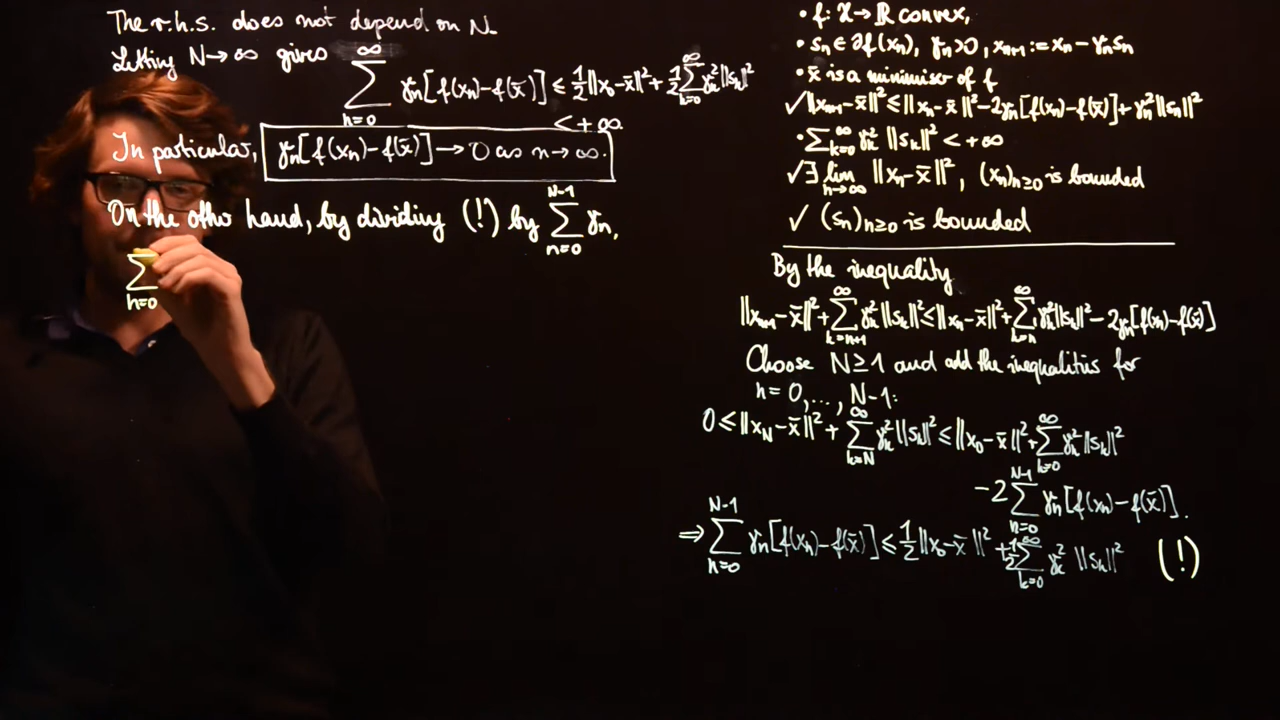 The r.h.s. does not depend on N.
Letting N→∞ gives
∑_{n=0}^{∞} γₙ[f(xₙ)-f(x̄)] ≤ ½‖x₀-x̄‖² + ½∑_{k=0}^{∞} γₖ²‖sₖ‖²
< +∞.
In particular, γₙ[f(xₙ)-f(x̄)] → 0 as n→∞.
On the other hand, by dividing (!) by ∑_{n=0}^{N-1} γₙ,
∑_{n=0}
• f: X→ℝ convex,
• sₙ∈∂f(xₙ), γₙ>0, xₙ₊₁:=xₙ-γₙsₙ
• x̄ is a minimiser of f
✓ ‖xₙ₊₁-x̄‖² ≤ ‖xₙ-x̄‖²-2γₙ[f(xₙ)-f(x̄)]+γₙ²‖sₙ‖²
• ∑_{k=0}^{∞} γₖ²‖sₖ‖² < +∞
✓ ∃ lim_{n→∞} ‖xₙ-x̄‖², (xₙ)_{n≥0} is bounded
✓ (sₙ)_{n≥0} is bounded
By the inequality
‖xₙ₊₁-x̄‖²+∑_{k=n+1}^{∞} γₖ²‖sₖ‖² ≤ ‖xₙ-x̄‖²+∑_{k=n}^{∞} γₖ²‖sₖ‖²-2γₙ[f(xₙ)-f(x̄)]
Choose N≥1 and add the inequalities for
n=0,..., N-1:
0 ≤ ‖x_N-x̄‖²+∑_{k=N}^{∞} γₖ²‖sₖ‖² ≤ ‖x₀-x̄‖²+∑_{k=0}^{∞} γₖ²‖sₖ‖²
-2∑_{n=0}^{N-1} γₙ[f(xₙ)-f(x̄)].
⇒ ∑_{n=0}^{N-1} γₙ[f(xₙ)-f(x̄)] ≤ ½‖x₀-x̄‖² + ½∑_{k=0}^{∞} γₖ²‖sₖ‖² (!)